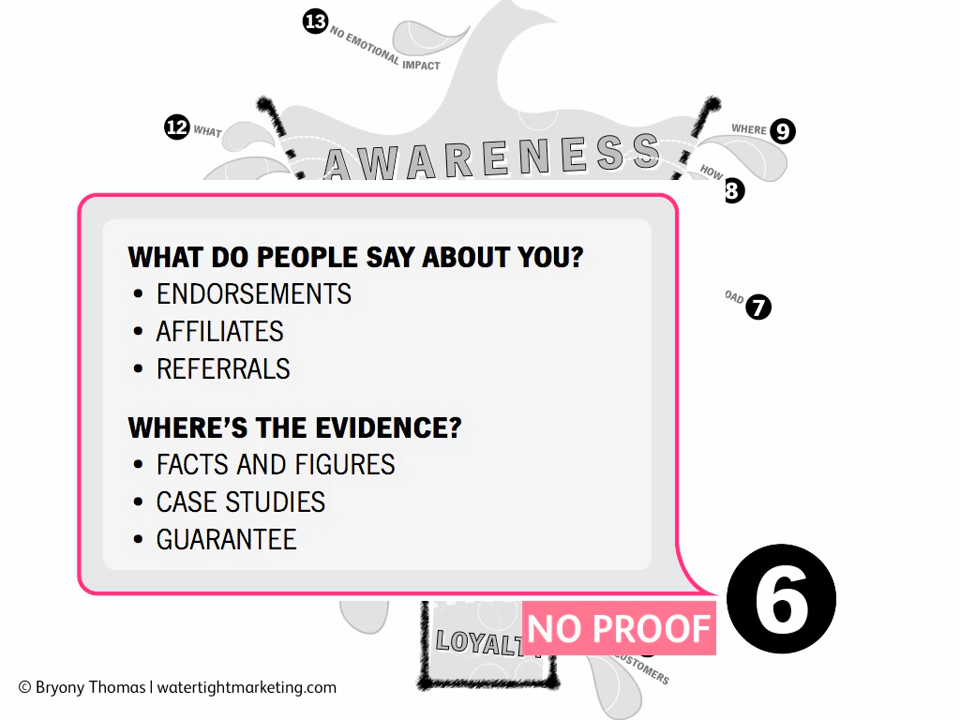 13 NO EMOTIONAL IMPACT
12 WHAT
WHERE 9
AWARENESS
HOW 8
WHAT DO PEOPLE SAY ABOUT YOU?
• ENDORSEMENTS
• AFFILIATES
• REFERRALS
OAD 7
WHERE'S THE EVIDENCE?
• FACTS AND FIGURES
• CASE STUDIES
• GUARANTEE
6
NO PROOF
LOYALTY
CUSTOMERS
© Bryony Thomas | watertightmarketing.com